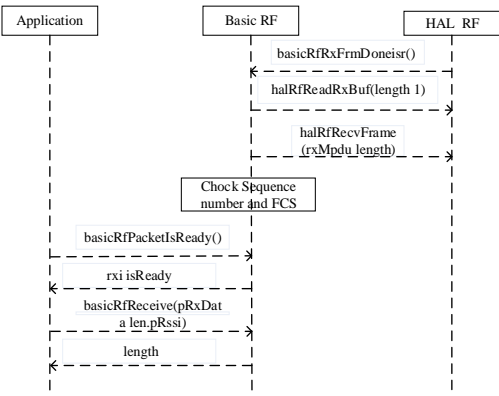 Application
Basic RF
HAL RF
basicRfRxFrmDoneisr()
halRfReadRxBuf(length 1)
halRfRecvFrame
(rxMpdu length)
Chock Sequence
number and FCS
basicRfPacketIsReady()
rxi isReady
basicRfReceive(pRxDat
a len.pRssi)
length